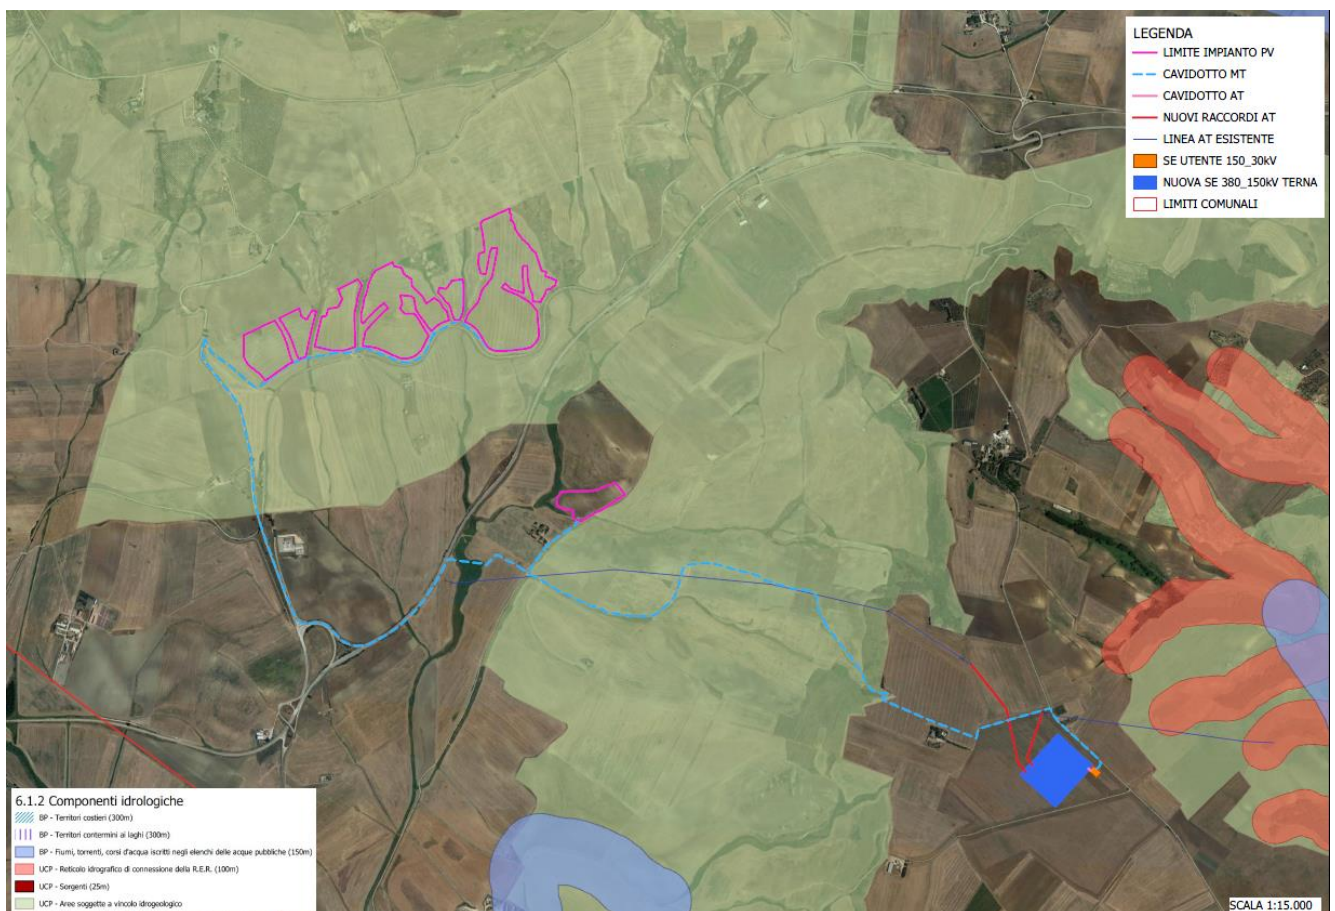 LEGENDA
LIMITE IMPIANTO PV
CAVIDOTTO MT
CAVIDOTTO AT
NUOVI RACCORDI AT
LINEA AT ESISTENTE
SE UTENTE 150_30kV
NUOVA SE 380_150kV TERNA
LIMITI COMUNALI
6.1.2 Componenti idrologiche
BP - Territori costieri (300m)
BP - Territori contermini ai laghi (300m)
BP - Fiumi, torrenti, corsi d'acqua iscritti negli elenchi delle acque pubbliche (150m)
UCP - Reticolo idrografico di connessione della R.E.R. (100m)
UCP - Sorgenti (25m)
UCP - Aree soggette a vincolo idrogeologico
SCALA 1:15.000